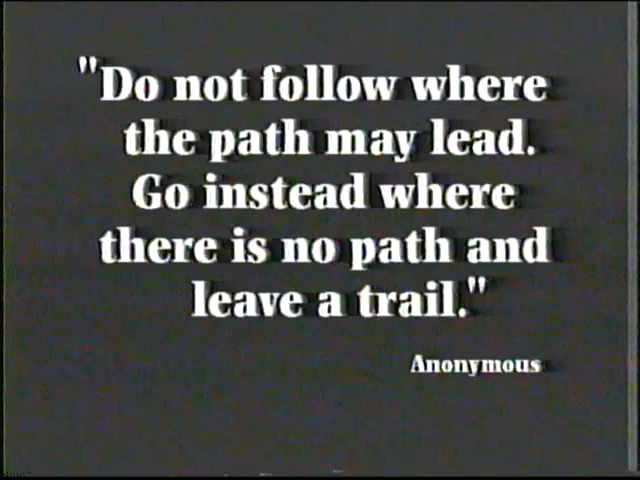 "Do not follow where
the path may lead.
Go instead where
there is no path and
leave a trail."
Anonymous